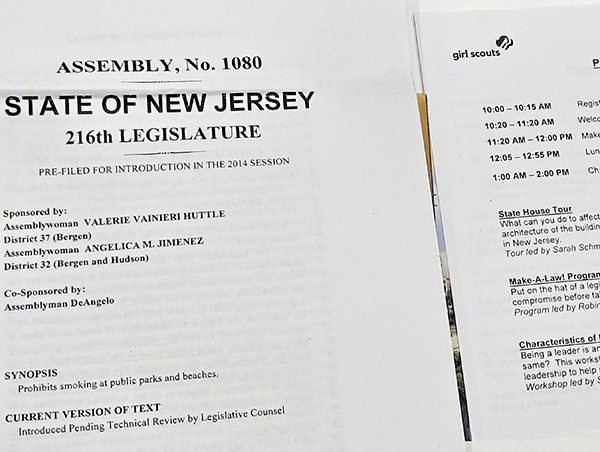 ASSEMBLY, No. 1080
STATE OF NEW JERSEY
216th LEGISLATURE
PRE-FILED FOR INTRODUCTION IN THE 2014 SESSION
Sponsored by:
Assemblywoman VALERIE VAINIERI HUTTLE
District 37 (Bergen)
Assemblywoman ANGELICA M. JIMENEZ
District 32 (Bergen and Hudson)
Co-Sponsored by:
Assemblyman DeAngelo
SYNOPSIS
Prohibits smoking at public parks and beaches.
CURRENT VERSION OF TEXT
Introduced Pending Technical Review by Legislative Counsel
girl scouts
10:00 – 10:15 AM
10:20 – 11:20 AM
11:20 AM – 12:00 PM Make
12:05 – 12:55 PM
1:00 AM – 2:00 PM
State House Tour
What can you do to affect
architecture of the building
in New Jersey.
Tour led by Sarah
Make-A-Law!
Put on the hat of a
compromise before
Program led by Robin
Characteristics of
Being a leader is
same? This
leadership to help
Workshop led by